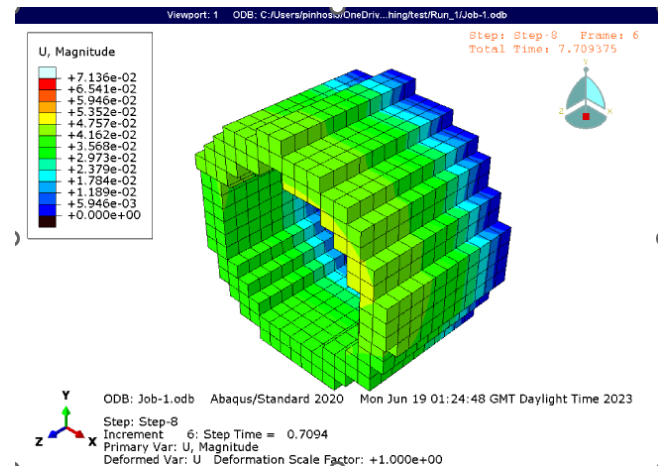 Viewport: 1 ODB: C:/Users/pinhosl/OneDriv...hing/test/Run_1/Job-1.odb
Step: Step-8 Frame: 6
Total Time: 7.709375
U, Magnitude
+7.136e-02
+6.541e-02
+5.946e-02
+5.352e-02
+4.757e-02
+4.162e-02
+3.568e-02
+2.973e-02
+2.379e-02
+1.784e-02
+1.189e-02
+5.946e-03
+0.000e+00
Y
Z
X
Y
Z
X
ODB: Job-1.odb Abaqus/Standard 2020 Mon Jun 19 01:24:48 GMT Daylight Time 2023
Step: Step-8
Increment 6: Step Time = 0.7094
Primary Var: U, Magnitude
Deformed Var: U Deformation Scale Factor: +1.000e+00